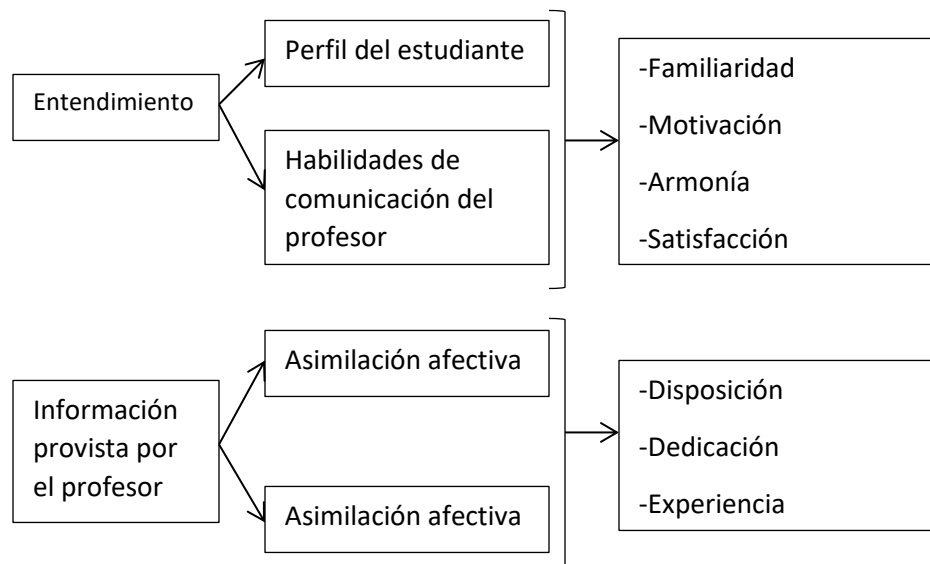 Entendimiento
Perfil del estudiante
Habilidades de
comunicación del
profesor
-Familiaridad
-Motivación
-Armonía
-Satisfacción
Información
provista por
el profesor
Asimilación afectiva
Asimilación afectiva
-Disposición
-Dedicación
-Experiencia